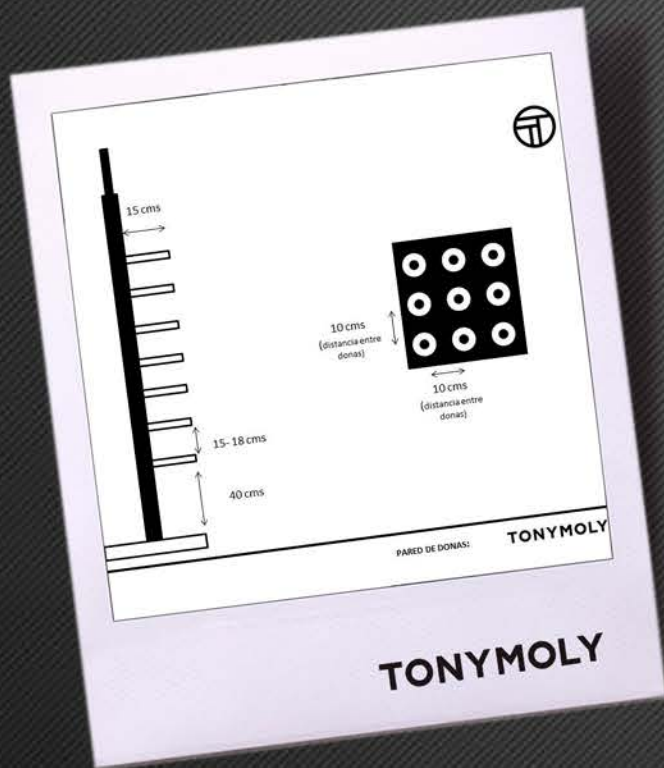 15 cms
10 cms
(distancia entre
donas)
10 cms
(distancia entre
donas)
15- 18 cms
40 cms
PARED DE DONAS:
TONYMOLY
TONYMOLY